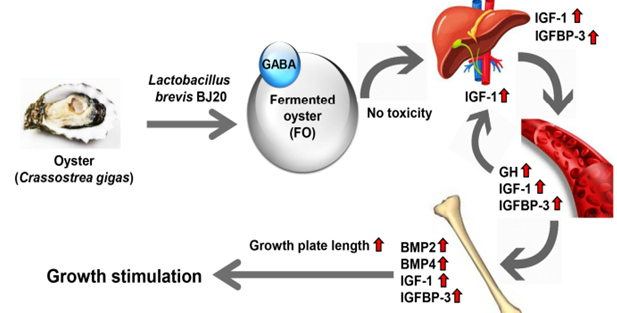 Oyster
(Crassostrea gigas)
Lactobacillus
brevis BJ20
GABA
Fermented
oyster
(FO)
No toxicity
IGF-1
IGFBP-3
IGF-1
GH
IGF-1
IGFBP-3
BMP2
BMP4
IGF-1
IGFBP-3
Growth plate length
Growth stimulation